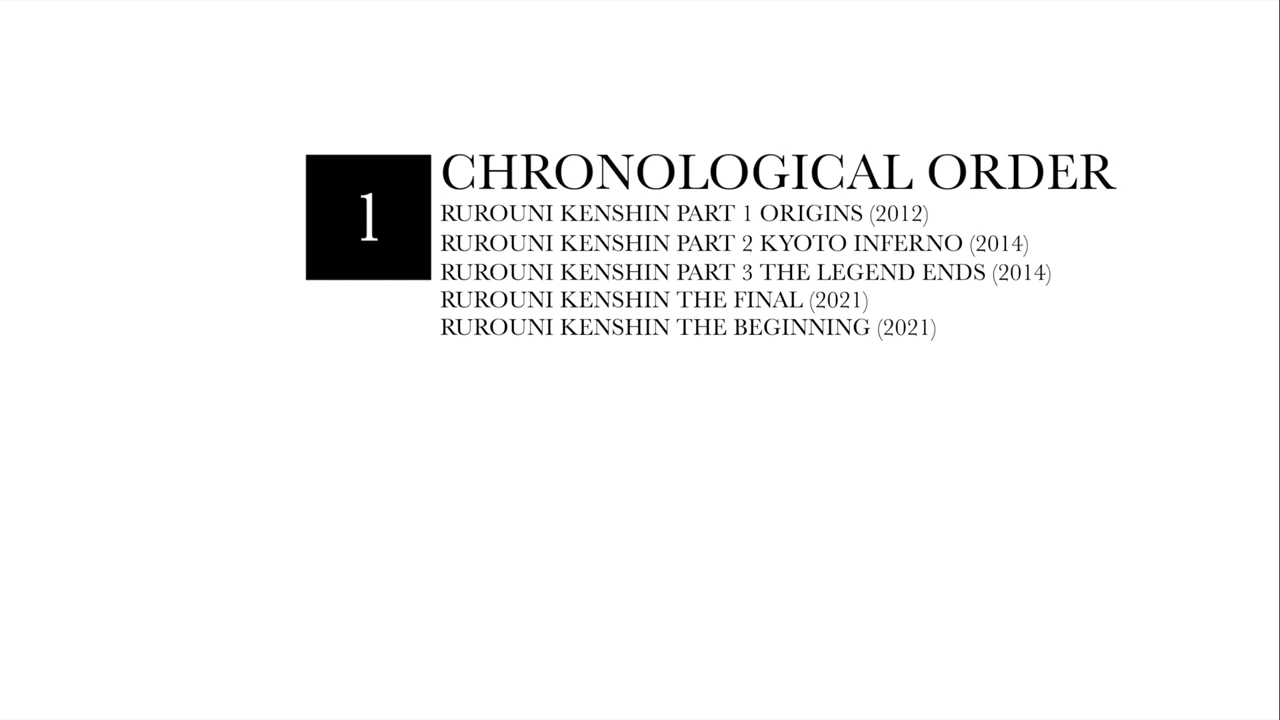 1
CHRONOLOGICAL ORDER
RUROUNI KENSHIN PART 1 ORIGINS (2012)
RUROUNI KENSHIN PART 2 KYOTO INFERNO (2014)
RUROUNI KENSHIN PART 3 THE LEGEND ENDS (2014)
RUROUNI KENSHIN THE FINAL (2021)
RUROUNI KENSHIN THE BEGINNING (2021)